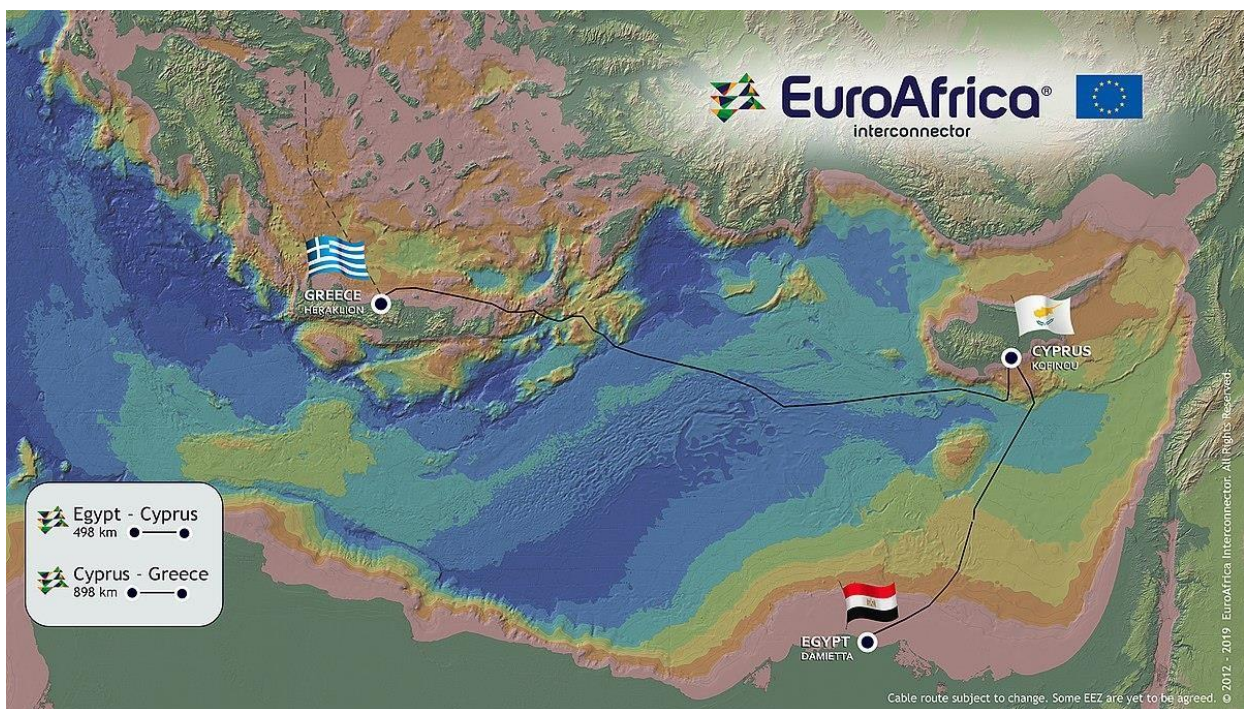 EuroAfrica®
interconnector
GREECE
HERAKLION
CYPRUS
KOFINOU
Egypt - Cyprus
498 km
Cyprus - Greece
898 km
EGYPT
DAMIETTA
Cable route subject to change. Some EEZ are yet to be agreed.
© 2012 - 2019 EuroAfrica Interconnector. All Rights Reserved.